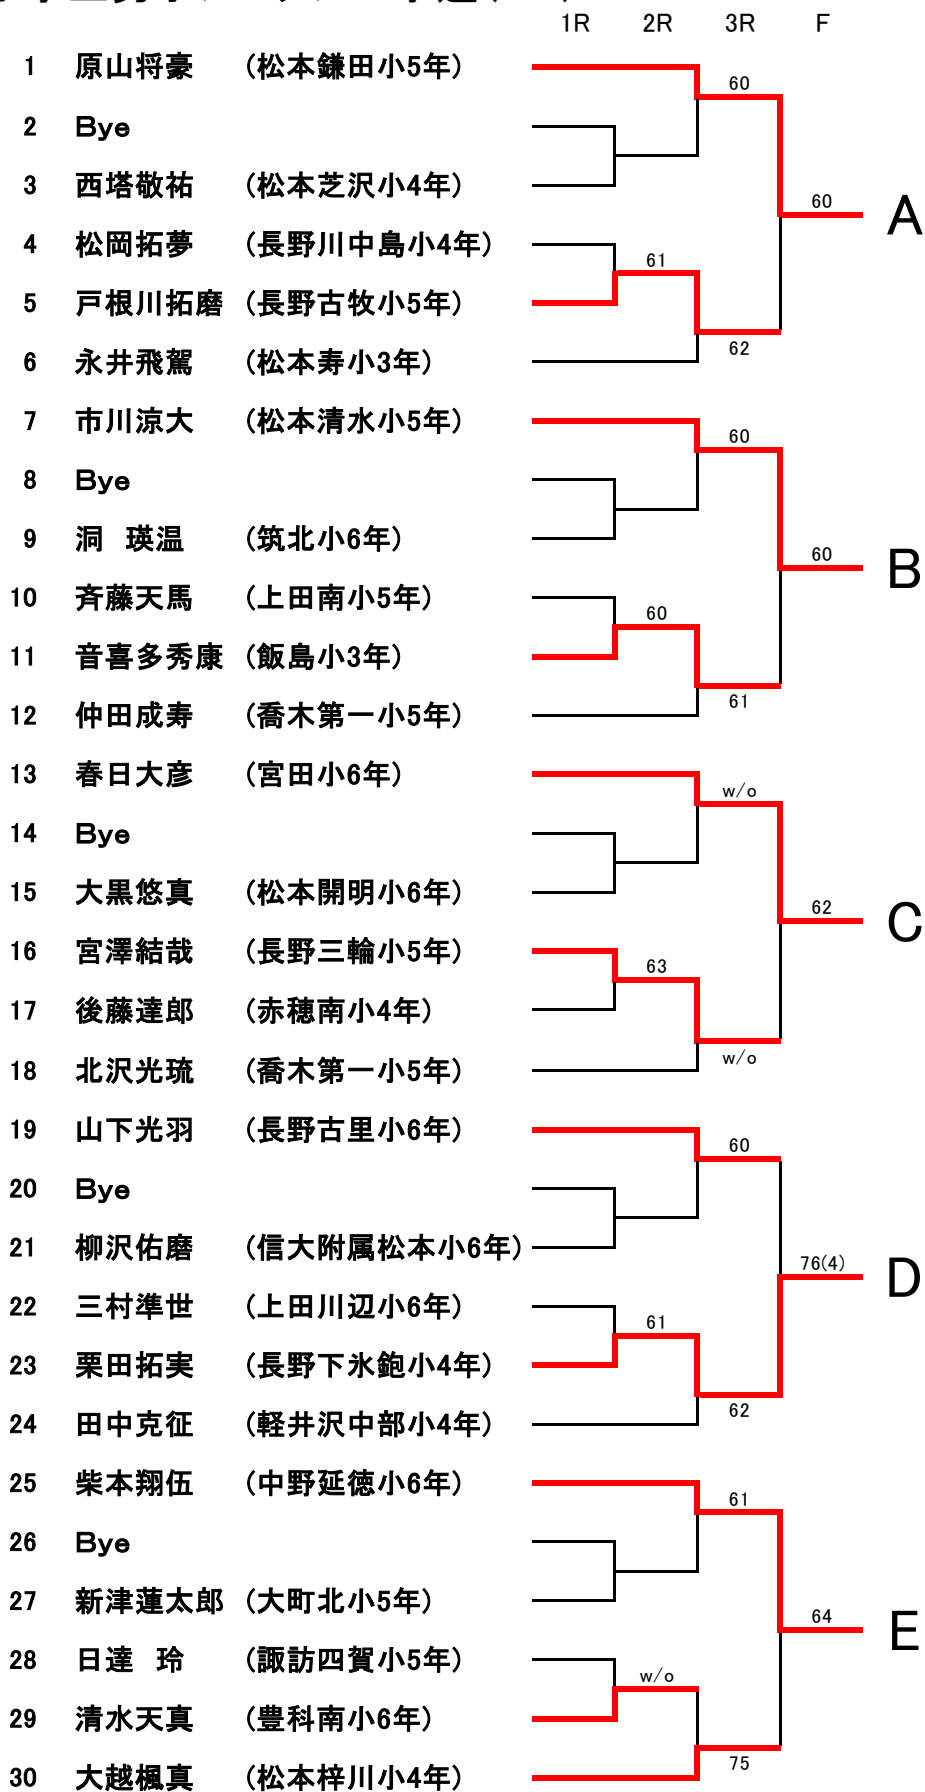 1R 2R 3R F
1 原山将豪 (松本鎌田小5年)
60
2 Bye
3 西塔敬祐 (松本芝沢小4年)
60 A
4 松岡拓夢 (長野川中島小4年)
61
5 戸根川拓磨 (長野古牧小5年)
62
6 永井飛駕 (松本寿小3年)
7 市川涼大 (松本清水小5年)
60
8 Bye
9 洞 瑛温 (筑北小6年)
60 B
10 斉藤天馬 (上田南小5年)
60
11 音喜多秀康 (飯島小3年)
61
12 仲田成寿 (喬木第一小5年)
13 春日大彦 (宮田小6年)
w/o
14 Bye
15 大黒悠真 (松本開明小6年)
62 C
16 宮澤結哉 (長野三輪小5年)
63
17 後藤達郎 (赤穂南小4年)
w/o
18 北沢光琉 (喬木第一小5年)
19 山下光羽 (長野古里小6年)
60
20 Bye
21 柳沢佑磨 (信大附属松本小6年)
76(4) D
22 三村準世 (上田川辺小6年)
61
23 栗田拓実 (長野下氷鉋小4年)
62
24 田中克征 (軽井沢中部小4年)
25 柴本翔伍 (中野延徳小6年)
61
26 Bye
27 新津蓮太郎 (大町北小5年)
64 E
28 日達 玲 (諏訪四賀小5年)
w/o
29 清水天真 (豊科南小6年)
75
30 大越楓真 (松本梓川小4年)